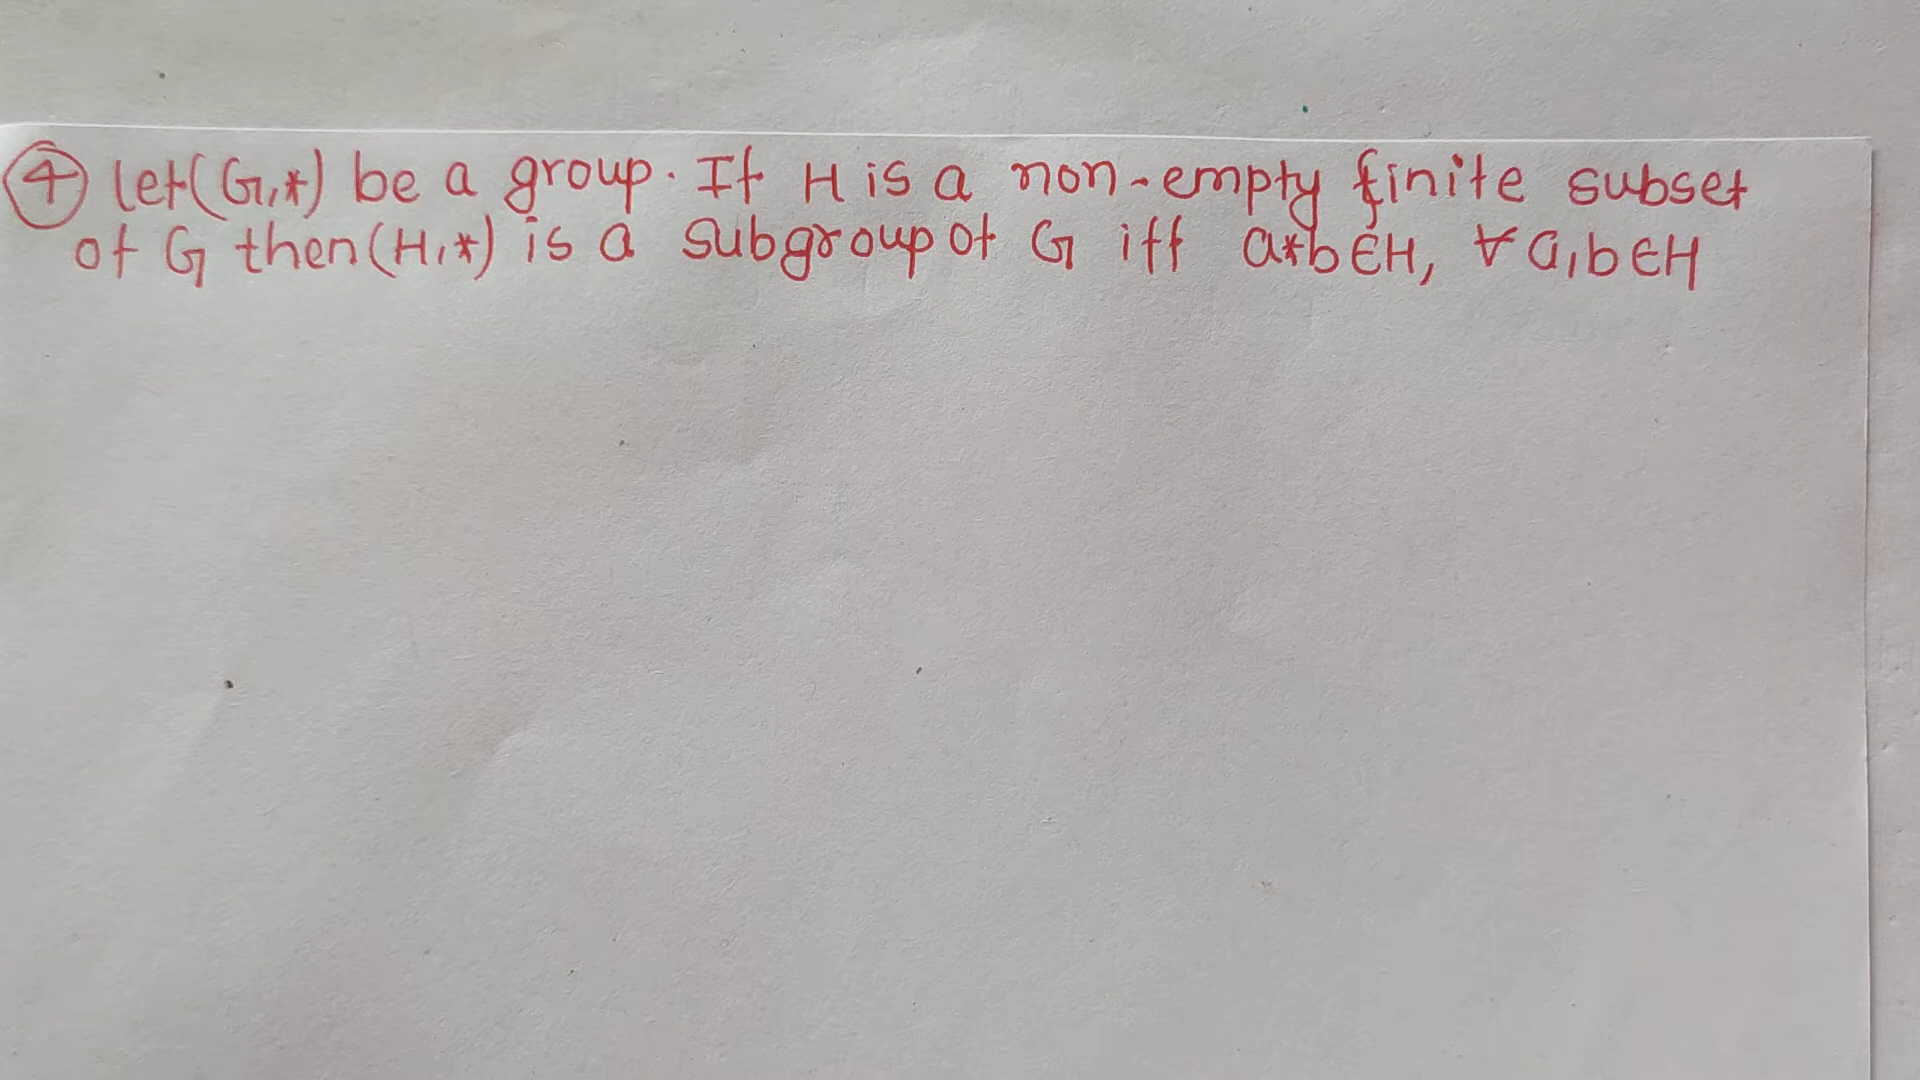 ④ let(G,*) be a group. If H is a non-empty finite subset
of G then (H,*) is a subgroup of G iff a*b∈H, ∀ a,b∈H